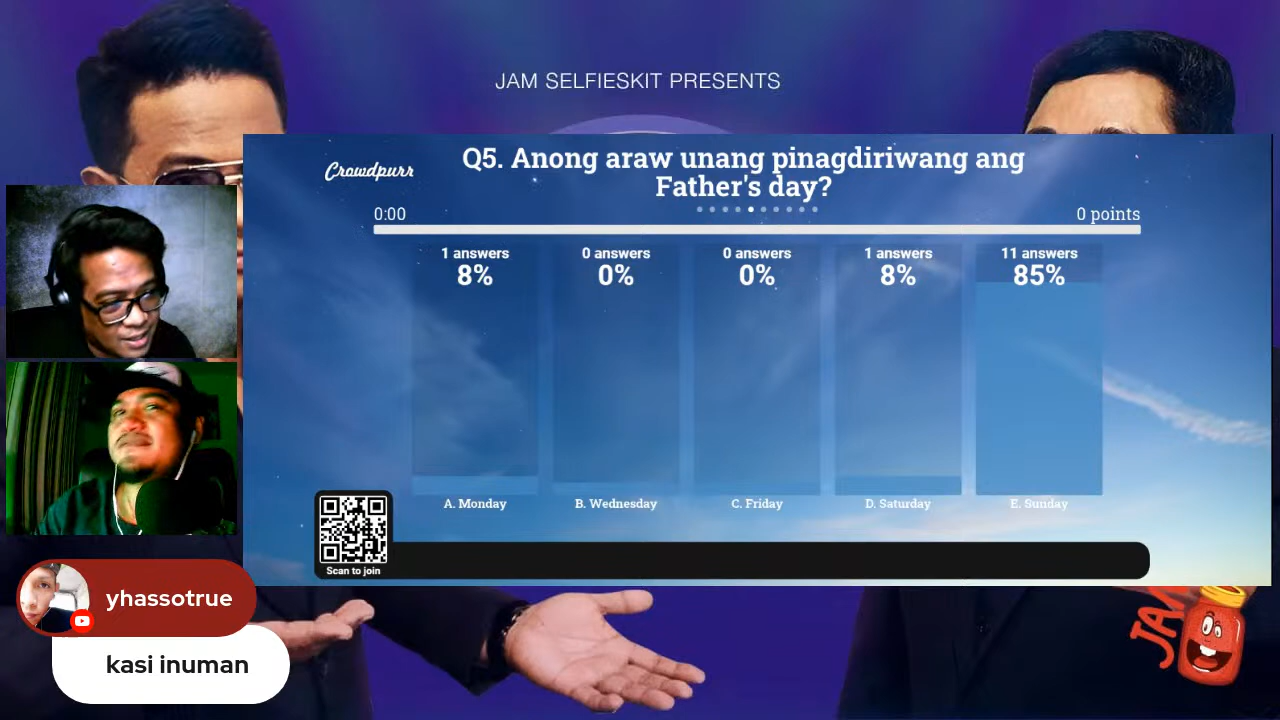 JAM SELFIESKIT PRESENTS
Crowdpurr
Q5. Anong araw unang pinagdiriwang ang
Father's day?
0:00
0 points
1 answers
8%
0 answers
0%
0 answers
0%
1 answers
8%
11 answers
85%
A. Monday
B. Wednesday
C. Friday
D. Saturday
E. Sunday
Scan to join
yhassotrue
kasi inuman
JAM